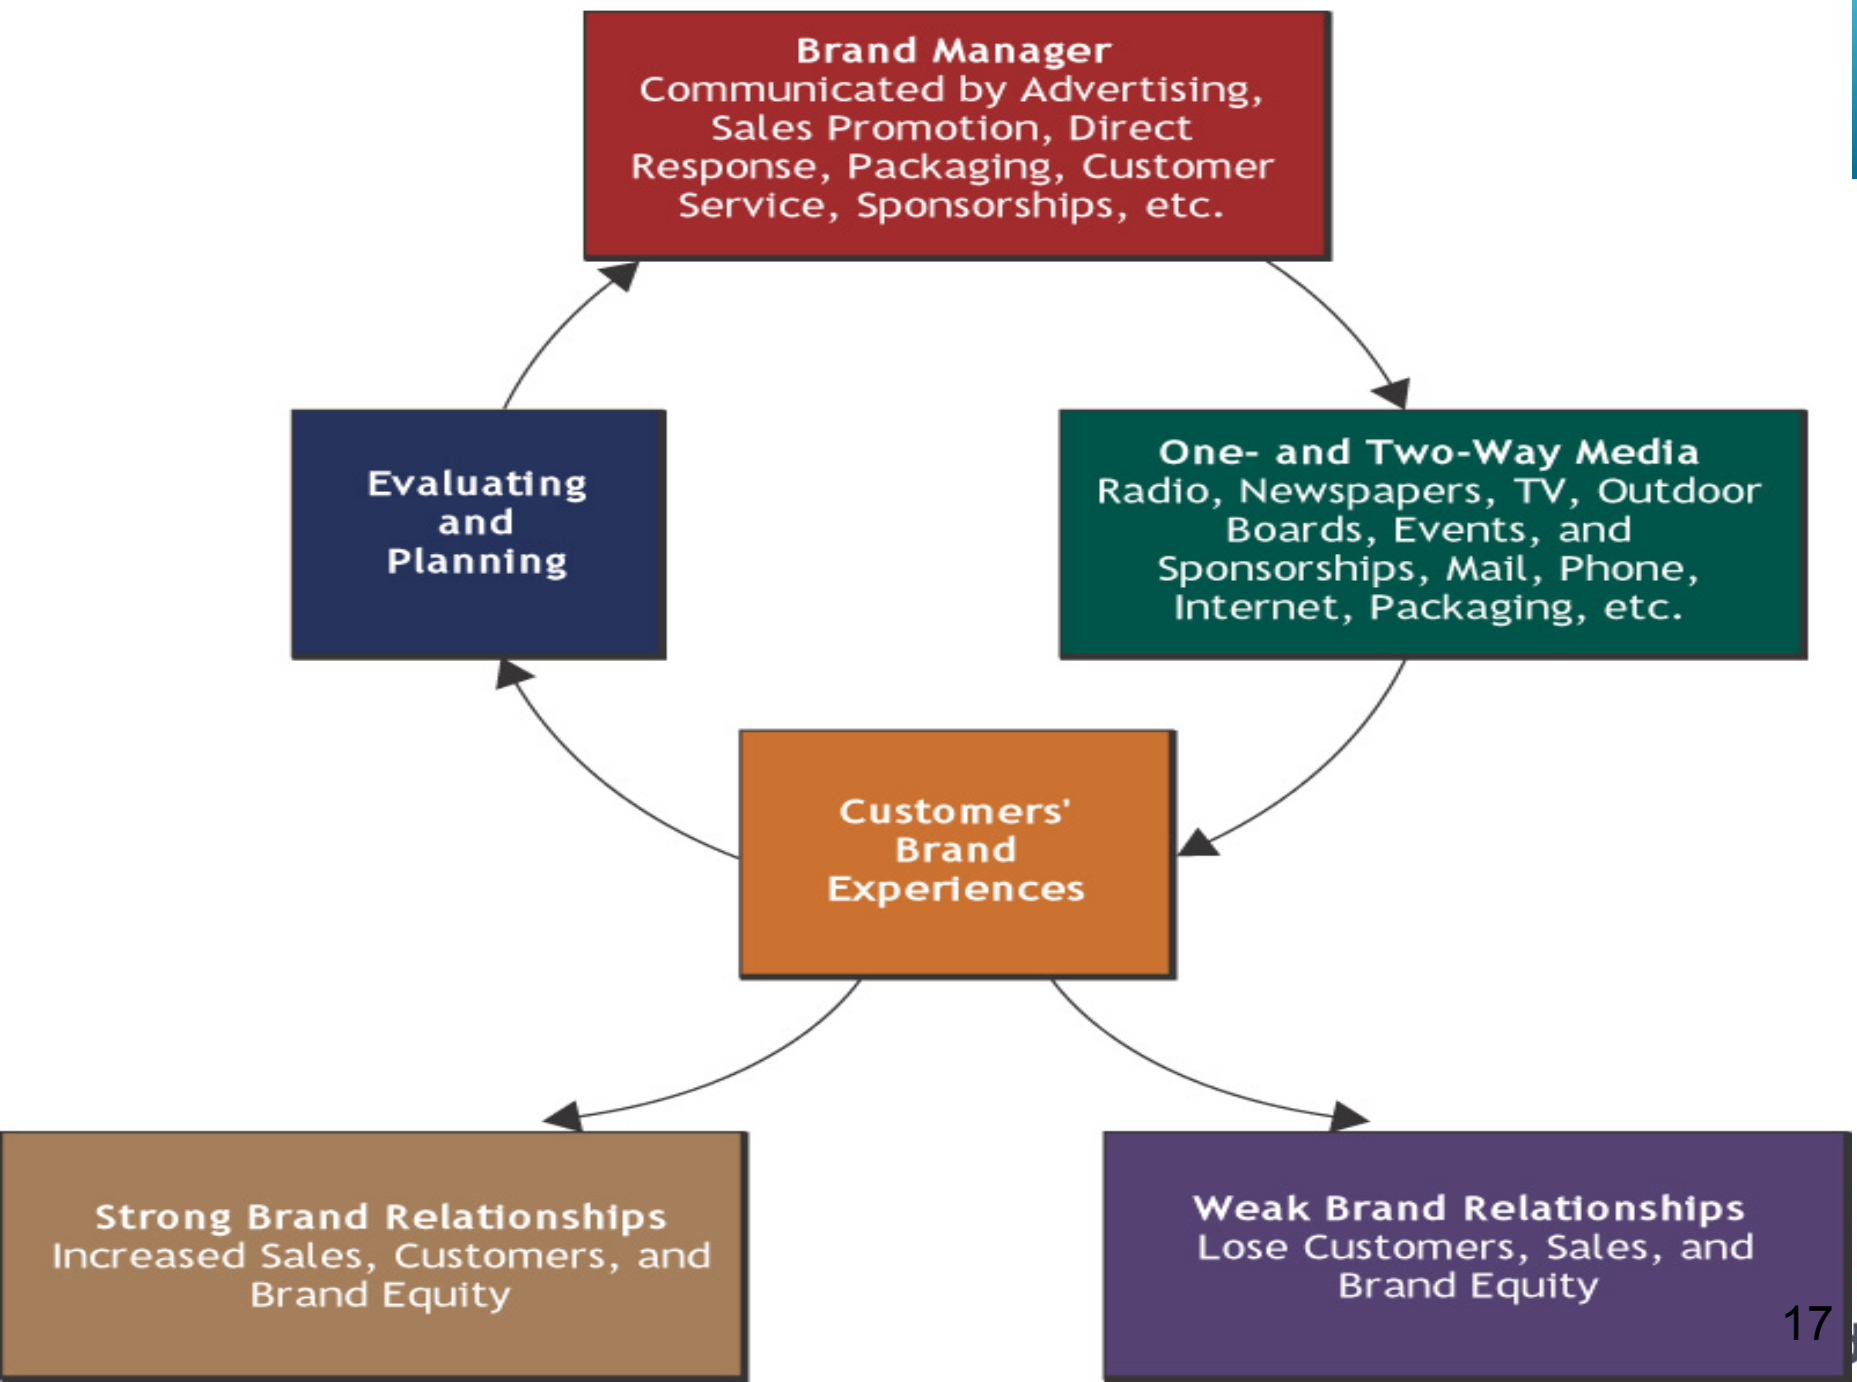 Brand Manager
Communicated by Advertising,
Sales Promotion, Direct
Response, Packaging, Customer
Service, Sponsorships, etc.
Evaluating
and
Planning
One- and Two-Way Media
Radio, Newspapers, TV, Outdoor
Boards, Events, and
Sponsorships, Mail, Phone,
Internet, Packaging, etc.
Customers'
Brand
Experiences
Strong Brand Relationships
Increased Sales, Customers, and
Brand Equity
Weak Brand Relationships
Lose Customers, Sales, and
Brand Equity
17